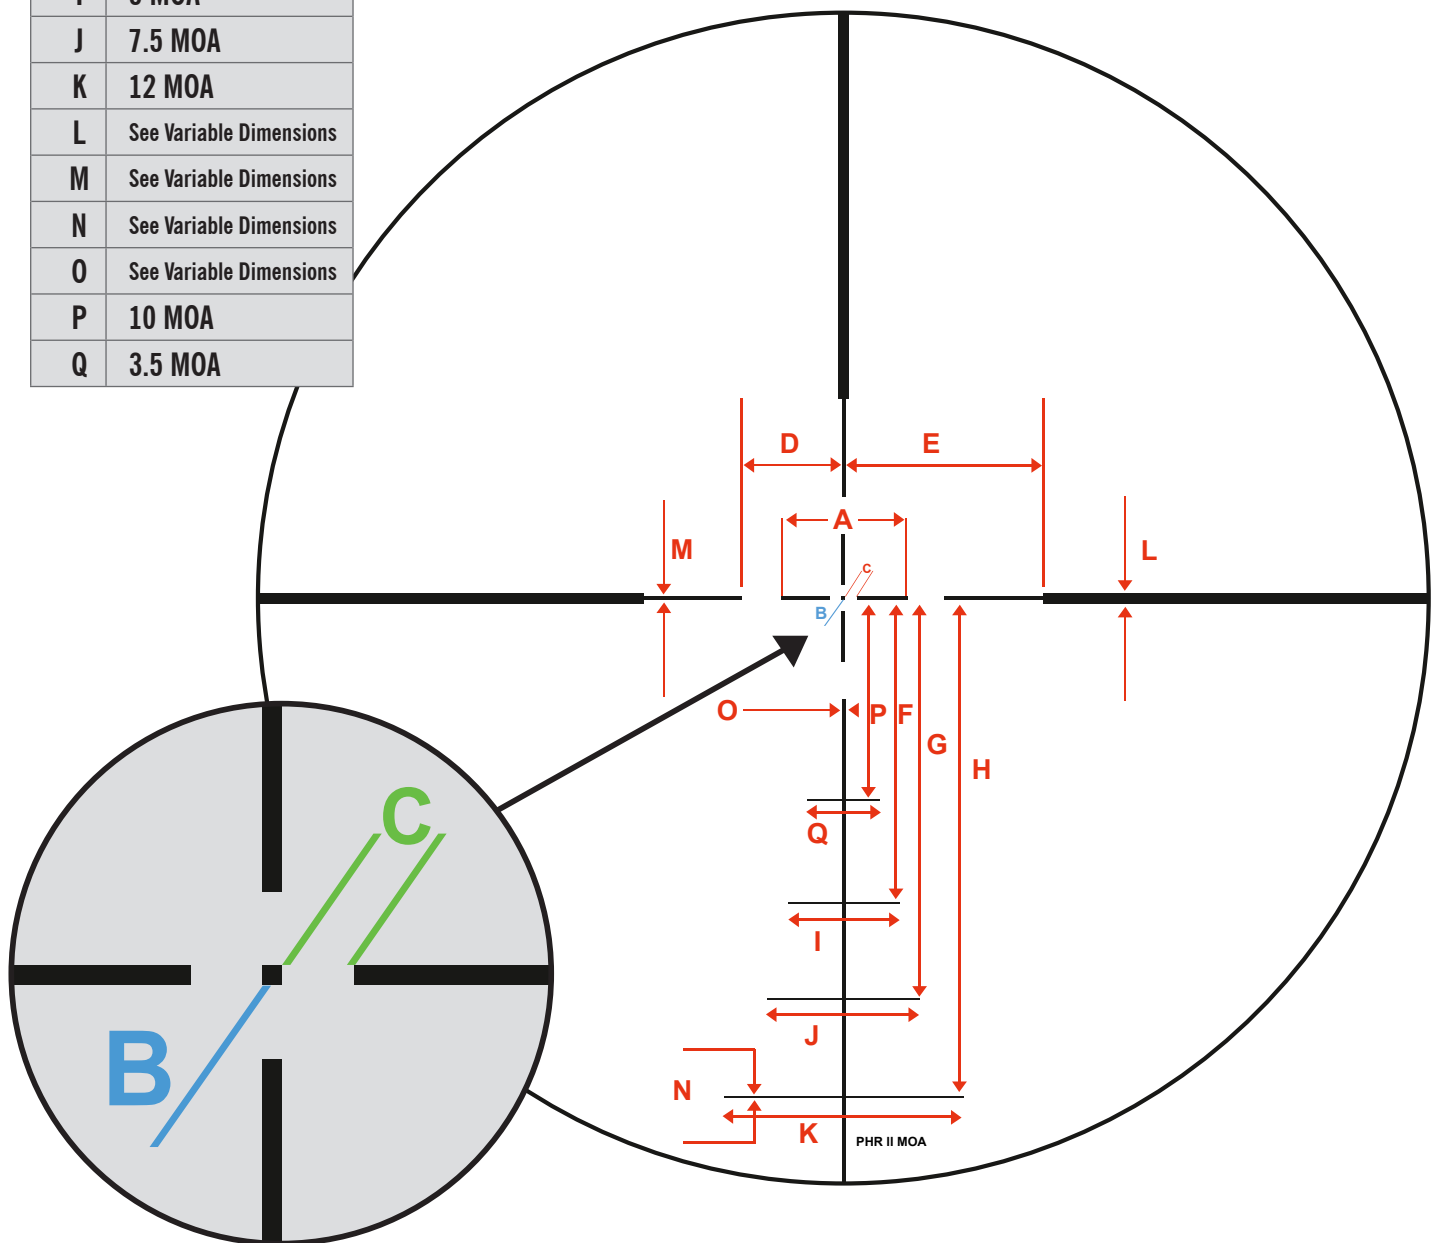 J 7.5 MOA
K 12 MOA
L See Variable Dimensions
M See Variable Dimensions
N See Variable Dimensions
O See Variable Dimensions
P 10 MOA
Q 3.5 MOA
D
E
A
M
L
C
B
O
P
F
G
H
Q
I
J
N
K
PHR II MOA
C
B